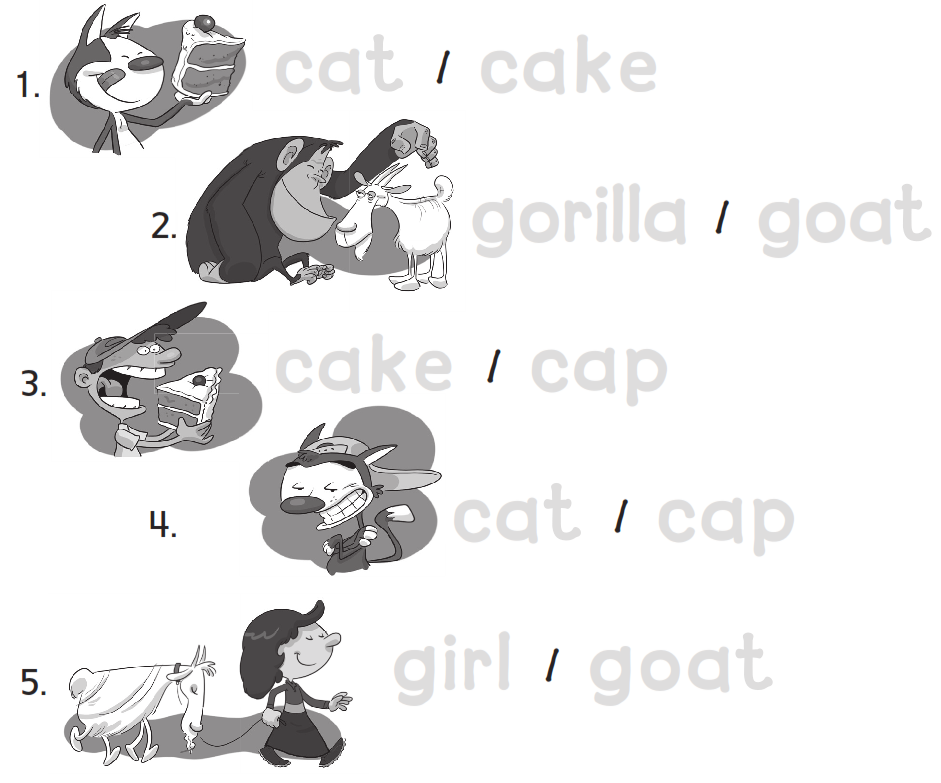 1. cat / cake
2. gorilla / goat
3. cake / cap
4. cat / cap
5. girl / goat